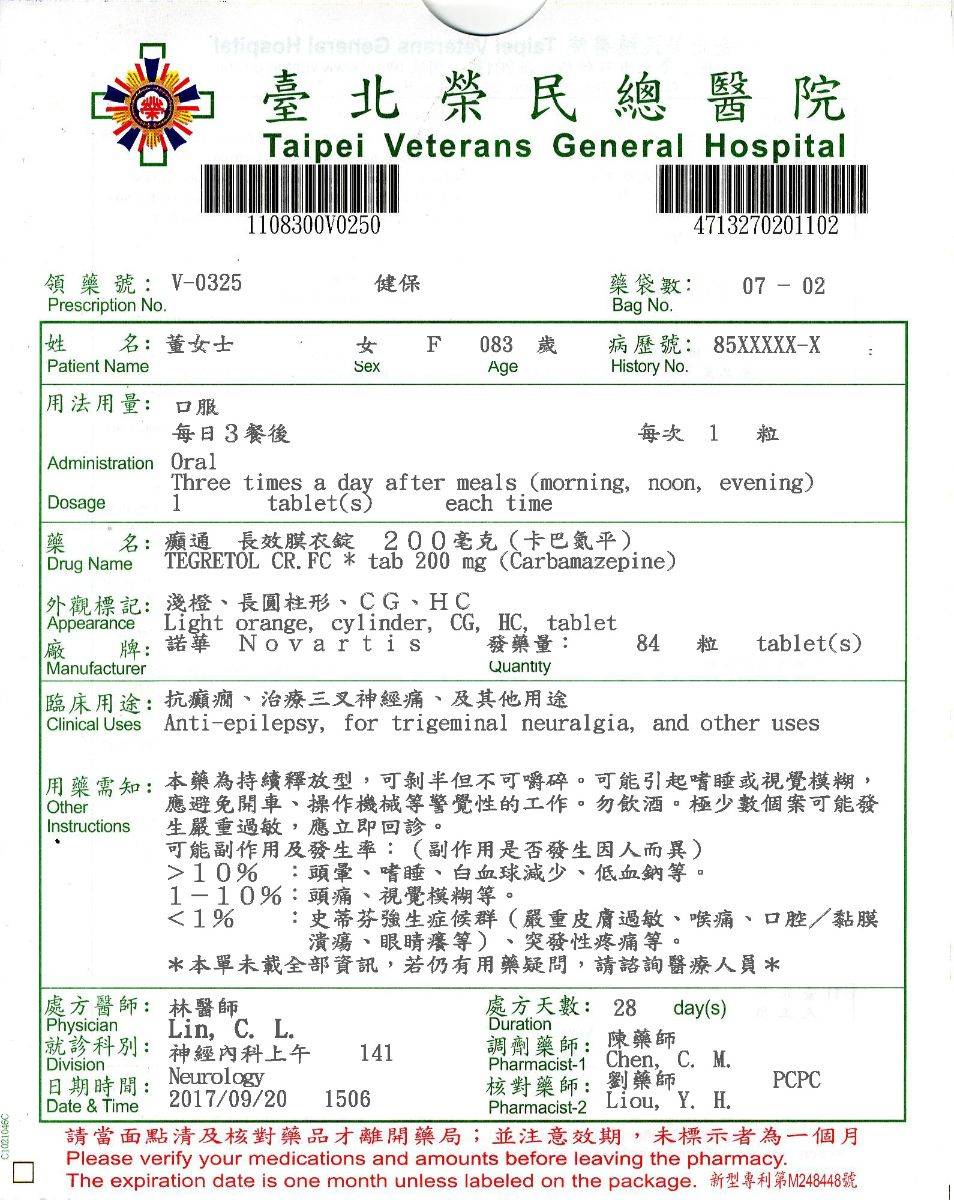 臺北榮民總醫院
Taipei Veterans General Hospital
1108300V0250 4713270201102
領藥號: V-0325 健保 藥袋數: 07 - 02
Prescription No. Bag No.
姓 名: 董女士 女 F 083 歲 病歷號: 85XXXXX-X :
Patient Name Sex Age History No.
用法用量: 口服
每日3餐後 每次 1 粒
Administration Oral
Three times a day after meals (morning, noon, evening)
Dosage 1 tablet(s) each time
藥 名: 癲通 長效膜衣錠 200毫克(卡巴氮平)
Drug Name TEGRETOL CR.FC * tab 200 mg (Carbamazepine)
外觀標記: 淺橙、長圓柱形、CG、HC
Appearance Light orange, cylinder, CG, HC, tablet
廠 牌: 諾華 Novartis 發藥量: 84 粒 tablet(s)
Manufacturer Quantity
臨床用途: 抗癲癇、治療三叉神經痛、及其他用途
Clinical Uses Anti-epilepsy, for trigeminal neuralgia, and other uses
用藥需知: 本藥為持續釋放型,可剝半但不可嚼碎。可能引起嗜睡或視覺模糊,
Other 應避免開車、操作機械等警覺性的工作。勿飲酒。極少數個案可能發
Instructions 生嚴重過敏,應立即回診。
可能副作用及發生率:(副作用是否發生因人而異)
>10% :頭暈、嗜睡、白血球減少、低血鈉等。
1-10%:頭痛、視覺模糊等。
<1% :史蒂芬強生症候群(嚴重皮膚過敏、喉痛、口腔/黏膜
潰瘍、眼睛癢等)、突發性疼痛等。
*本單未載全部資訊,若仍有用藥疑問,請諮詢醫療人員*
處方醫師: 林醫師 處方天數: 28 day(s)
Physician Lin, C. L. Duration
就診科別: 神經內科上午 141 調劑藥師: 陳藥師
Division Neurology Pharmacist-1 Chen, C. M.
日期時間: 2017/09/20 1506 核對藥師: 劉藥師 PCPC
Date & Time Pharmacist-2 Liou, Y. H.
請當面點清及核對藥品才離開藥局;並注意效期,未標示者為一個月
Please verify your medications and amounts before leaving the pharmacy.
The expiration date is one month unless labeled on the package. 新型專利第M248448號
C1021046C